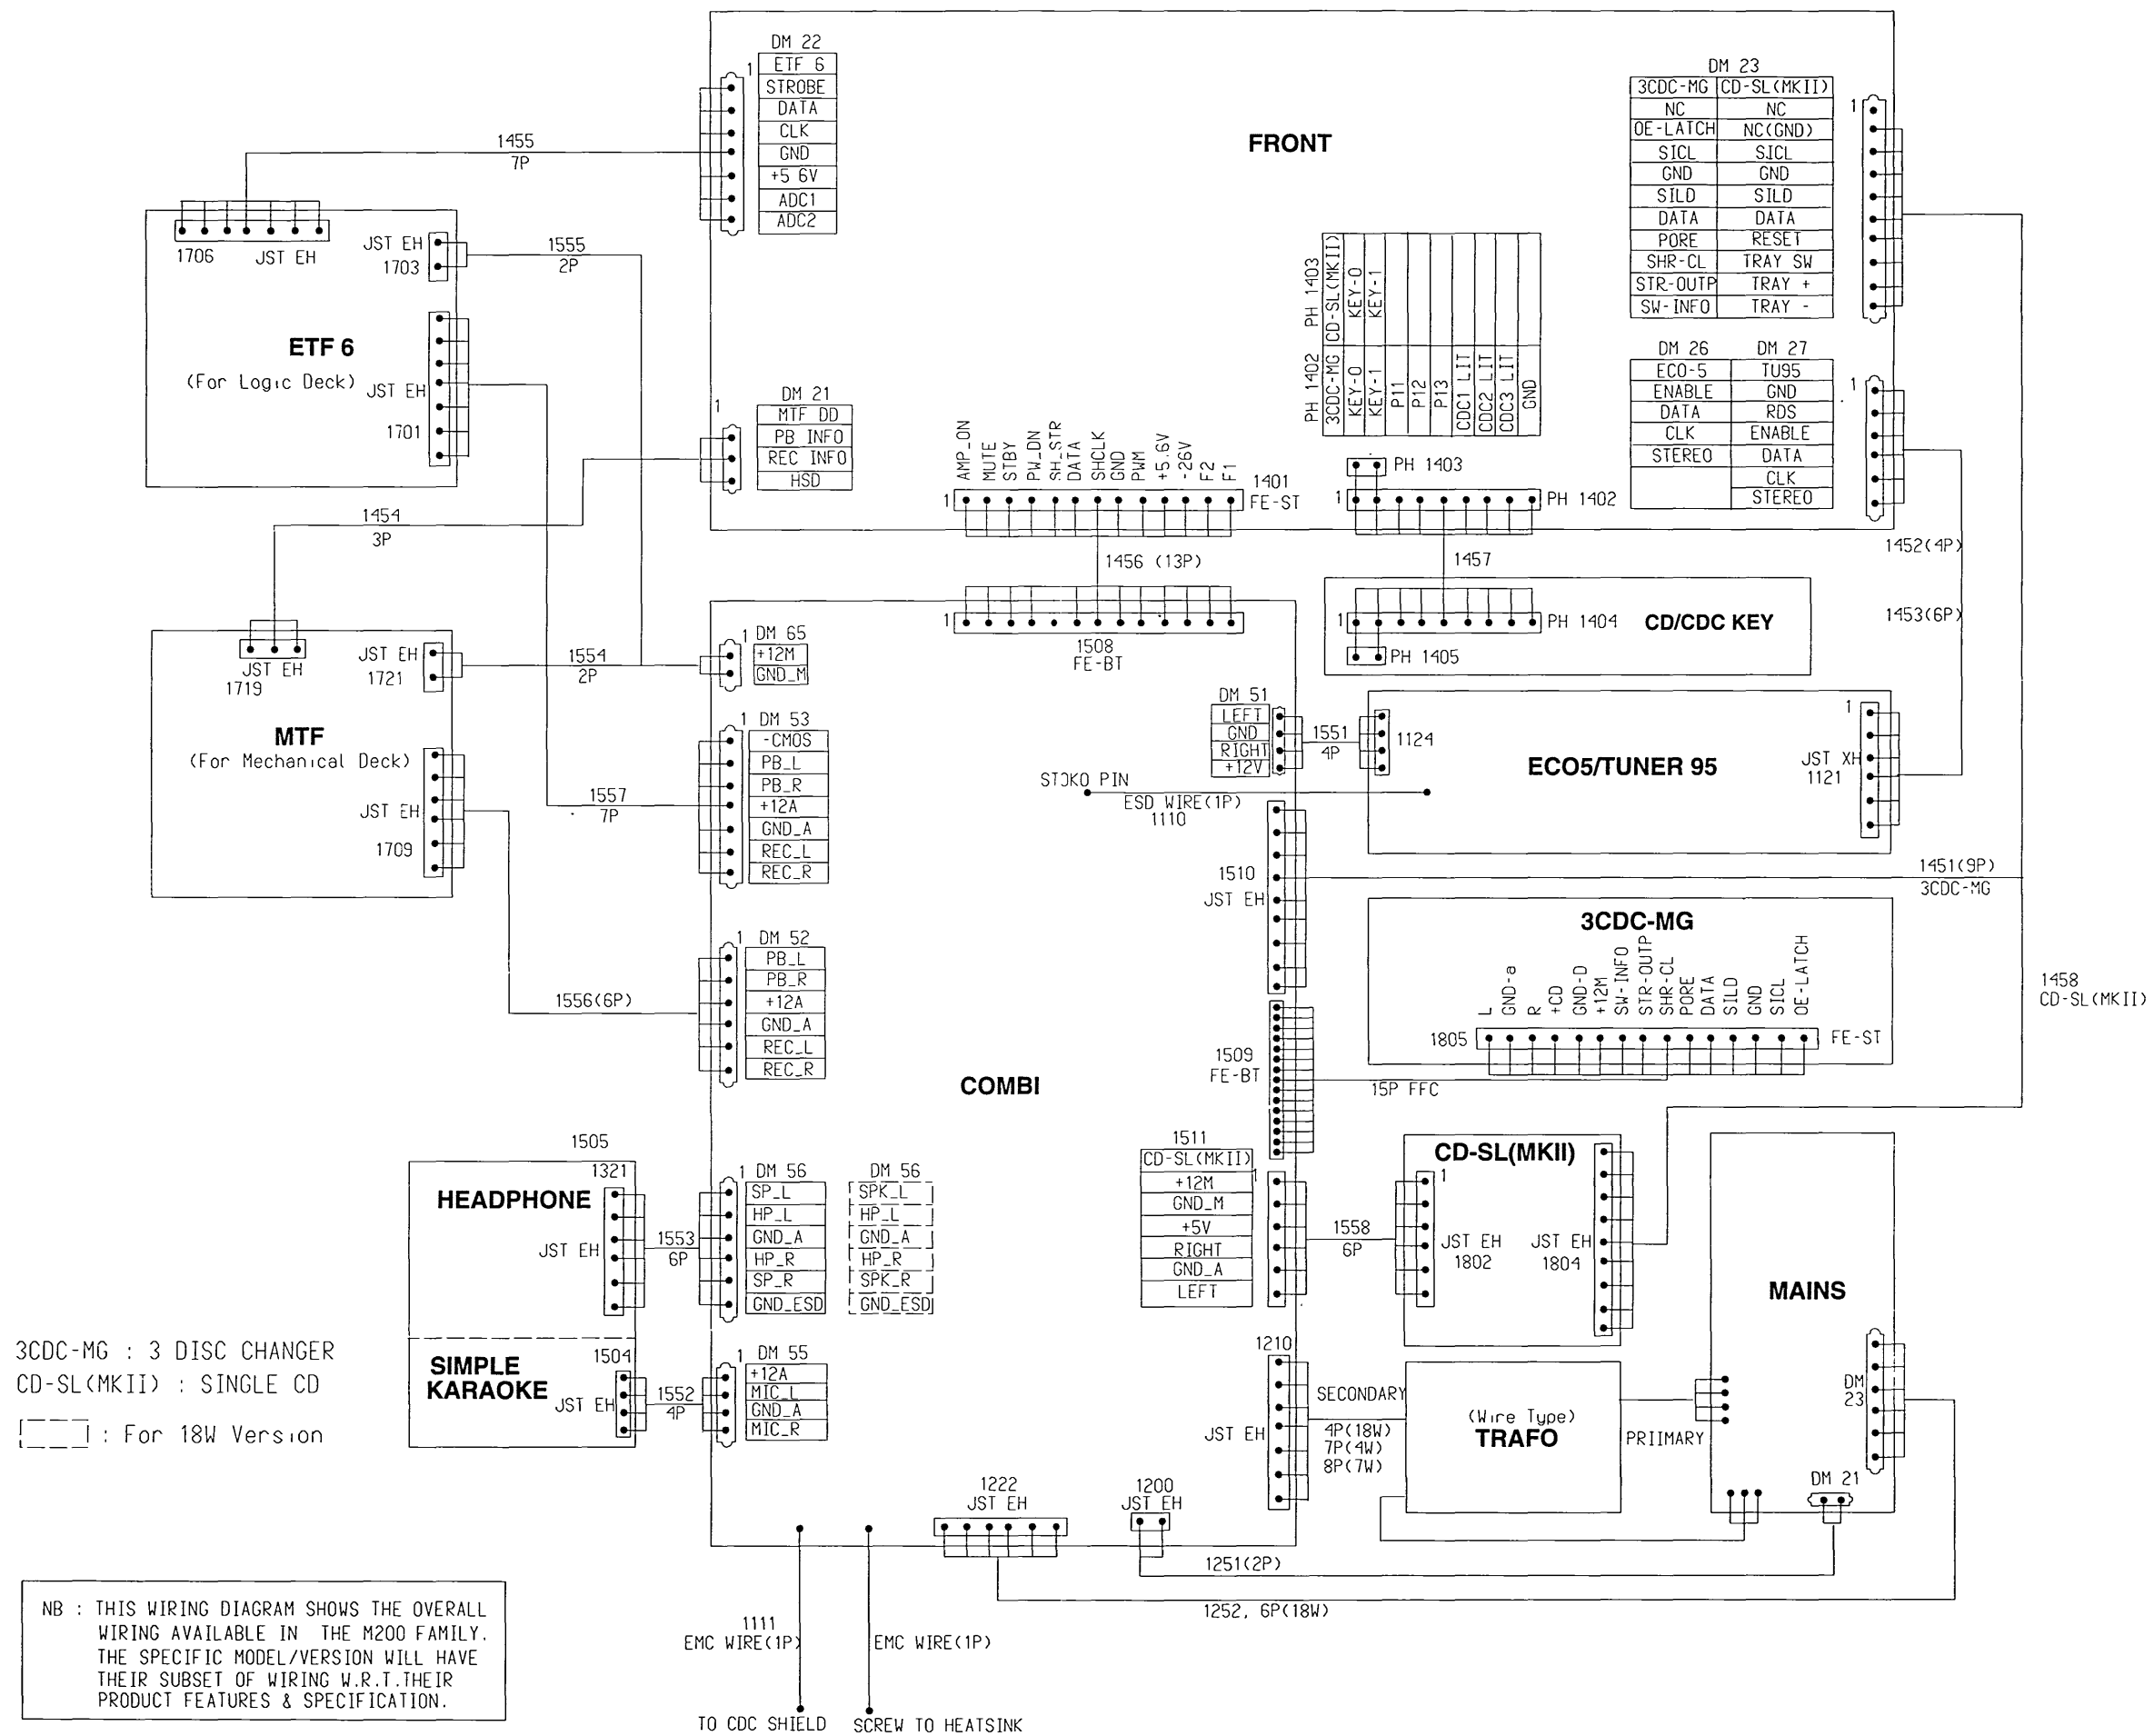 DM 22
1
ETF 6
STROBE
DATA
CLK
GND
+5 6V
ADC1
ADC2
FRONT
DM 23
3CDC-MG CD-SL(MKII)
NC NC
OE-LATCH NC(GND)
SICL SICL
GND GND
SILD SILD
DATA DATA
PORE RESET
SHR-CL TRAY SW
STR-OUTP TRAY +
SW-INFO TRAY -
1
DM 26 DM 27
ECO-5 TU95
ENABLE GND
DATA RDS
CLK ENABLE
STEREO DATA
CLK
STEREO
1
1455
7P
1706
JST EH
JST EH
1703
1555
2P
ETF 6
(For Logic Deck)
JST EH
1701
DM 21
1
MTF DD
PB INFO
REC INFO
HSD
1454
3P
AMP_ON
MUTE
STBY
PW_DN
SH_STR
DATA
SHCLK
GND
PWM
+5.6V
-26V
F2
F1
1
1401
FE-ST
PH 1402 PH 1403
3CDC-MG CD-SL(MKII)
KEY-0 KEY-0
KEY-1 KEY-1
P11
P12
P13
CDC1 LIT
CDC2 LIT
CDC3 LIT
GND
PH 1403
1
PH 1402
1456 (13P)
1457
1452(4P)
1453(6P)
1
1508
FE-BT
1
PH 1404
CD/CDC KEY
PH 1405
JST EH
1719
JST EH
1721
1554
2P
MTF
(For Mechanical Deck)
JST EH
1709
1 DM 65
+12M
GND_M
1 DM 53
-CMOS
PB_L
PB_R
+12A
GND_A
REC_L
REC_R
1557
7P
DM 51
LEFT
GND
RIGHT
+12V
1551
4P
1124
ECO5/TUNER 95
1
JST XH
1121
STOKO PIN
ESD WIRE(1P)
1110
1510
JST EH
1451(9P)
3CDC-MG
1 DM 52
PB_L
PB_R
+12A
GND_A
REC_L
REC_R
1556(6P)
COMBI
3CDC-MG
L
GND-a
R
+CD
GND-D
+12M
SW-INFO
STR-OUTP
SHR-CL
PORE
DATA
SILD
GND
SICL
OE-LATCH
1805
FE-ST
1509
FE-BT
15P FFC
1458
CD-SL(MKII)
1505
1321
HEADPHONE
JST EH
1553
6P
1 DM 56
SP_L
HP_L
GND_A
HP_R
SP_R
GND_ESD
DM 56
SPK_L
HP_L
GND_A
HP_R
SPK_R
GND_ESD
1511
CD-SL(MKII)
+12M
GND_M
+5V
RIGHT
GND_A
LEFT
1
1558
6P
CD-SL(MKII)
1
JST EH
1802
JST EH
1804
MAINS
3CDC-MG : 3 DISC CHANGER
CD-SL(MKII) : SINGLE CD
: For 18W Version
SIMPLE
KARAOKE
1504
JST EH
1552
4P
1 DM 55
+12A
MIC_L
GND_A
MIC_R
1210
JST EH
SECONDARY
4P(18W)
7P(4W)
8P(7W)
(Wire Type)
TRAFO
PRIIMARY
DM
23
DM 21
1222
JST EH
1200
JST EH
1251(2P)
1252, 6P(18W)
1111
EMC WIRE(1P)
EMC WIRE(1P)
TO CDC SHIELD
SCREW TO HEATSINK
NB : THIS WIRING DIAGRAM SHOWS THE OVERALL
WIRING AVAILABLE IN THE M200 FAMILY.
THE SPECIFIC MODEL/VERSION WILL HAVE
THEIR SUBSET OF WIRING W.R.T.THEIR
PRODUCT FEATURES & SPECIFICATION.